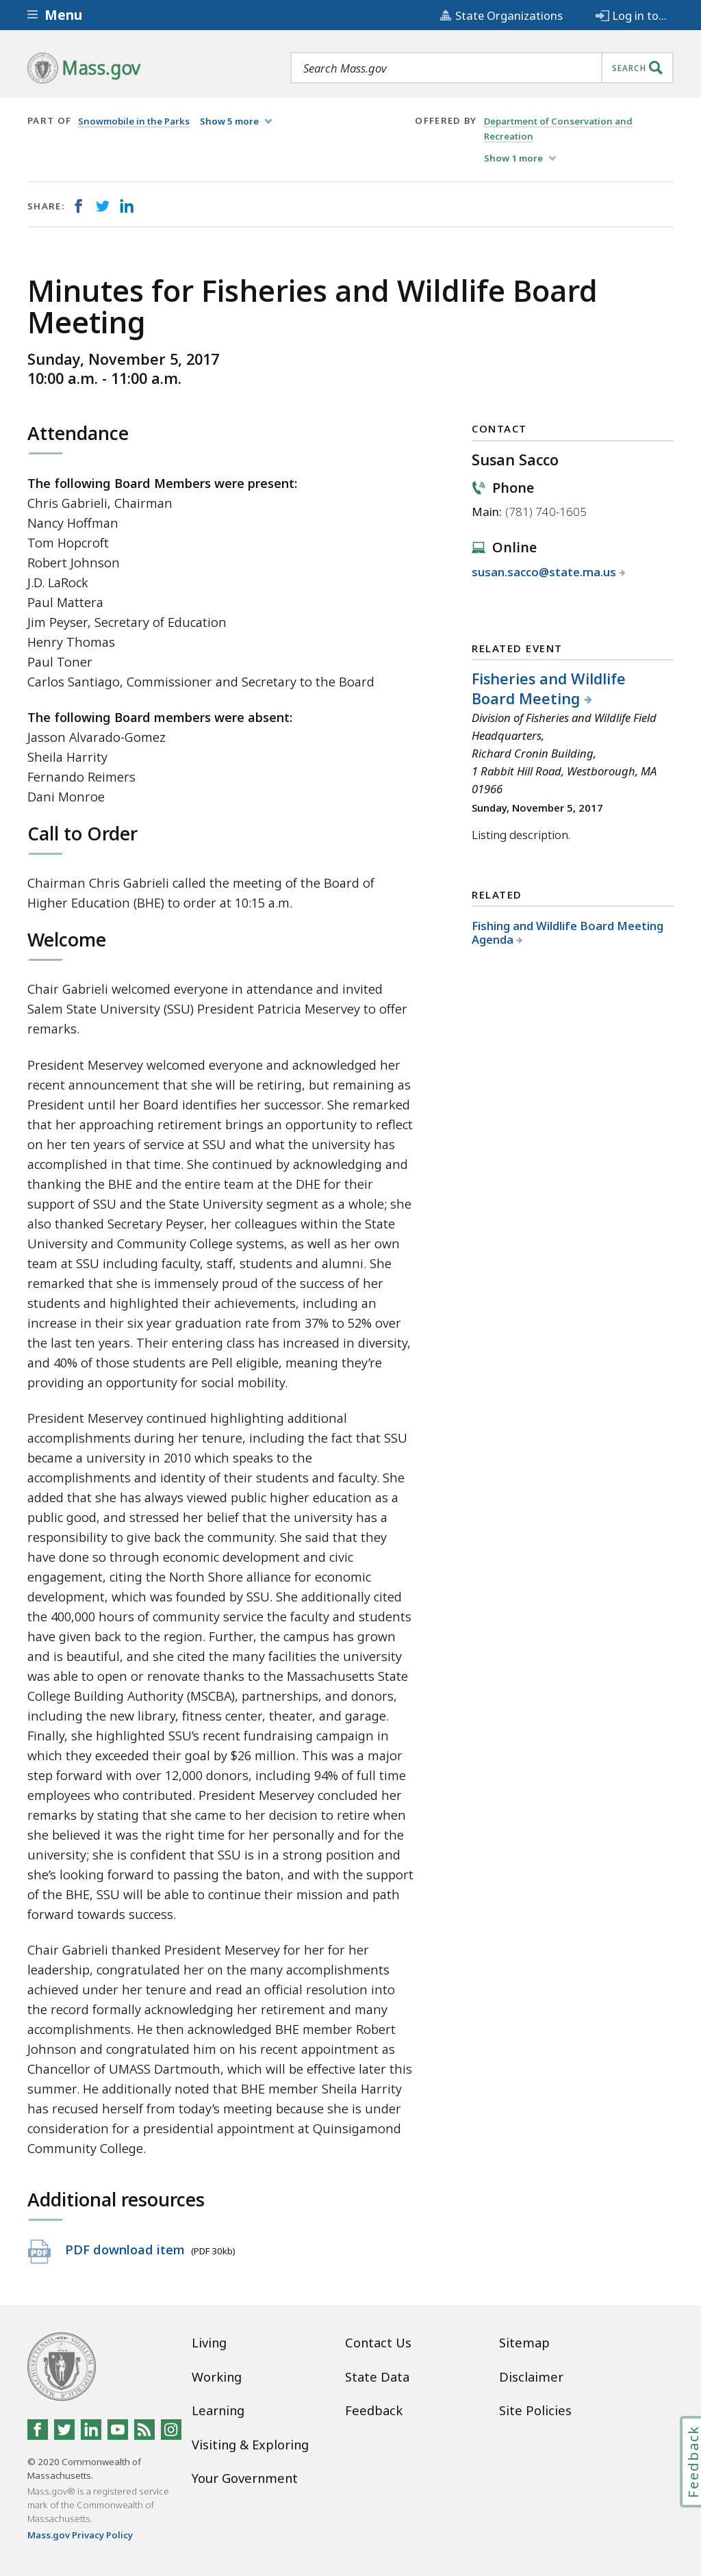 Menu
State Organizations
Log in to...
Mass.gov
Search Mass.gov
SEARCH
PART OF Snowmobile in the Parks Show 5 more
OFFERED BY Department of Conservation and
Recreation
Show 1 more
SHARE:
Minutes for Fisheries and Wildlife Board
Meeting
Sunday, November 5, 2017
10:00 a.m. - 11:00 a.m.
Attendance
The following Board Members were present:
Chris Gabrieli, Chairman
Nancy Hoffman
Tom Hopcroft
Robert Johnson
J.D. LaRock
Paul Mattera
Jim Peyser, Secretary of Education
Henry Thomas
Paul Toner
Carlos Santiago, Commissioner and Secretary to the Board
The following Board members were absent:
Jasson Alvarado-Gomez
Sheila Harrity
Fernando Reimers
Dani Monroe
Call to Order
Chairman Chris Gabrieli called the meeting of the Board of
Higher Education (BHE) to order at 10:15 a.m.
Welcome
Chair Gabrieli welcomed everyone in attendance and invited
Salem State University (SSU) President Patricia Meservey to offer
remarks.
President Meservey welcomed everyone and acknowledged her
recent announcement that she will be retiring, but remaining as
President until her Board identifies her successor. She remarked
that her approaching retirement brings an opportunity to reflect
on her ten years of service at SSU and what the university has
accomplished in that time. She continued by acknowledging and
thanking the BHE and the entire team at the DHE for their
support of SSU and the State University segment as a whole; she
also thanked Secretary Peyser, her colleagues within the State
University and Community College systems, as well as her own
team at SSU including faculty, staff, students and alumni. She
remarked that she is immensely proud of the success of her
students and highlighted their achievements, including an
increase in their six year graduation rate from 37% to 52% over
the last ten years. Their entering class has increased in diversity,
and 40% of those students are Pell eligible, meaning they're
providing an opportunity for social mobility.
President Meservey continued highlighting additional
accomplishments during her tenure, including the fact that SSU
became a university in 2010 which speaks to the
accomplishments and identity of their students and faculty. She
added that she has always viewed public higher education as a
public good, and stressed her belief that the university has a
responsibility to give back the community. She said that they
have done so through economic development and civic
engagement, citing the North Shore alliance for economic
development, which was founded by SSU. She additionally cited
the 400,000 hours of community service the faculty and students
have given back to the region. Further, the campus has grown
and is beautiful, and she cited the many facilities the university
was able to open or renovate thanks to the Massachusetts State
College Building Authority (MSCBA), partnerships, and donors,
including the new library, fitness center, theater, and garage.
Finally, she highlighted SSU's recent fundraising campaign in
which they exceeded their goal by $26 million. This was a major
step forward with over 12,000 donors, including 94% of full time
employees who contributed. President Meservey concluded her
remarks by stating that she came to her decision to retire when
she believed it was the right time for her personally and for the
university; she is confident that SSU is in a strong position and
she's looking forward to passing the baton, and with the support
of the BHE, SSU will be able to continue their mission and path
forward towards success.
Chair Gabrieli thanked President Meservey for her for her
leadership, congratulated her on the many accomplishments
achieved under her tenure and read an official resolution into
the record formally acknowledging her retirement and many
accomplishments. He then acknowledged BHE member Robert
Johnson and congratulated him on his recent appointment as
Chancellor of UMASS Dartmouth, which will be effective later this
summer. He additionally noted that BHE member Sheila Harrity
has recused herself from today's meeting because she is under
consideration for a presidential appointment at Quinsigamond
Community College.
Additional resources
PDF
PDF download item (PDF 30kb)
CONTACT
Susan Sacco
Phone
Main: (781) 740-1605
Online
susan.sacco@state.ma.us
RELATED EVENT
Fisheries and Wildlife
Board Meeting
Division of Fisheries and Wildlife Field
Headquarters,
Richard Cronin Building,
1 Rabbit Hill Road, Westborough, MA
01966
Sunday, November 5, 2017
Listing description.
RELATED
Fishing and Wildlife Board Meeting
Agenda
Living
Working
Learning
Visiting & Exploring
Your Government
Contact Us
State Data
Feedback
Sitemap
Disclaimer
Site Policies
© 2020 Commonwealth of
Massachusetts.
Mass.gov® is a registered service
mark of the Commonwealth of
Massachusetts.
Mass.gov Privacy Policy
Feedback